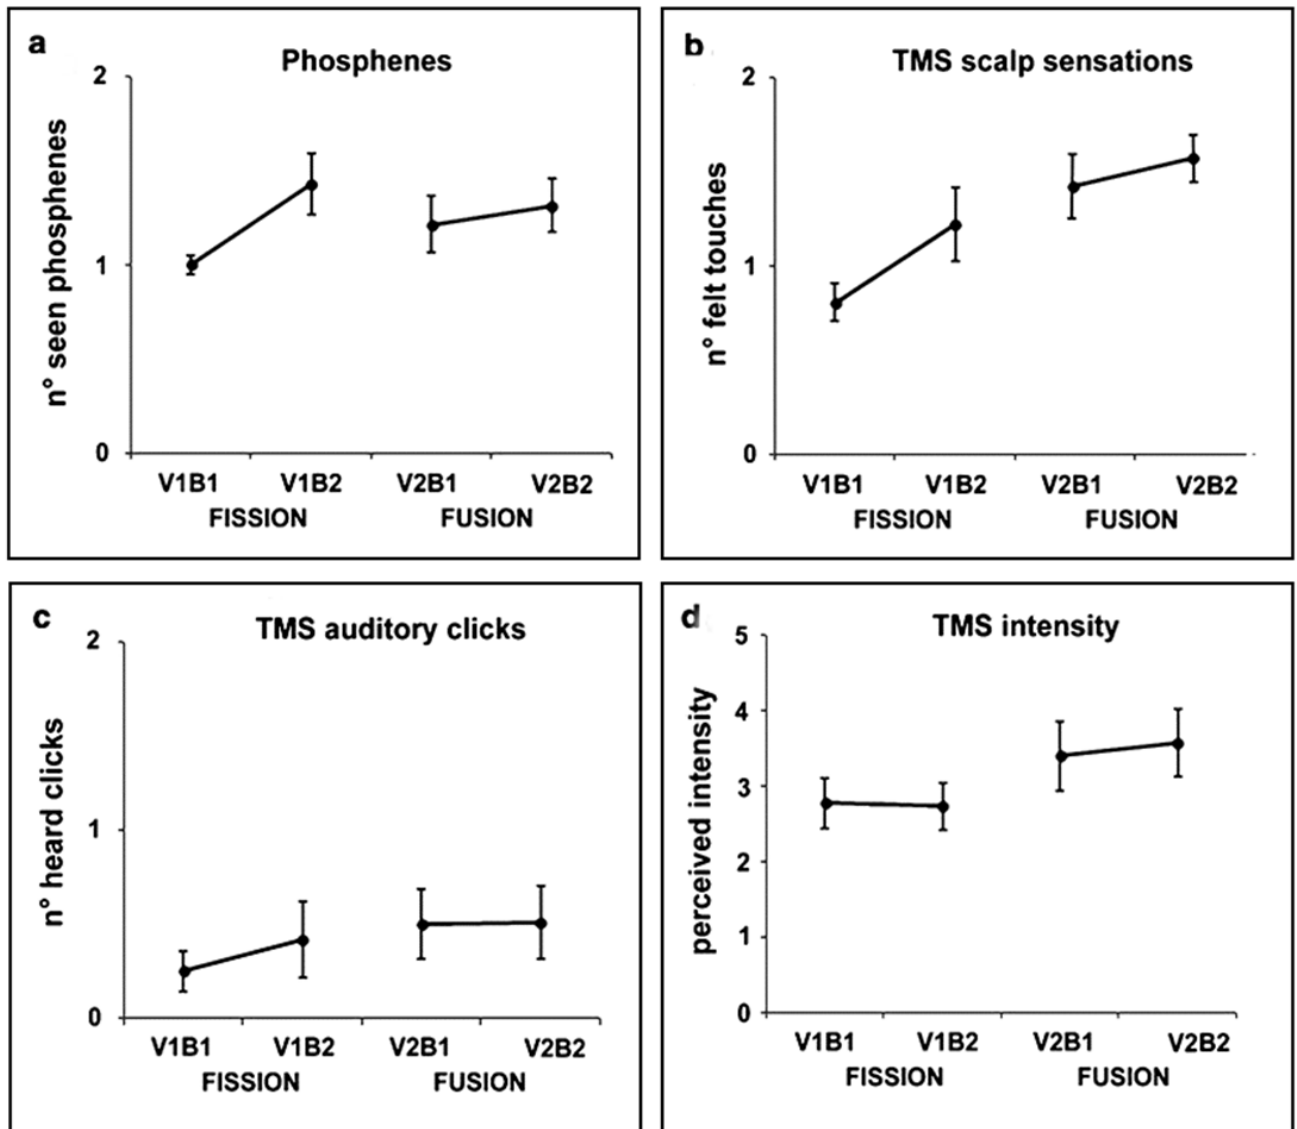 a
Phosphenes
n° seen phosphenes
2
1
0
V1B1 V1B2 V2B1 V2B2
FISSION FUSION
b
TMS scalp sensations
n° felt touches
2
1
0
V1B1 V1B2 V2B1 V2B2
FISSION FUSION
c
TMS auditory clicks
n° heard clicks
2
1
0
V1B1 V1B2 V2B1 V2B2
FISSION FUSION
d
TMS intensity
perceived intensity
5
4
3
2
1
0
V1B1 V1B2 V2B1 V2B2
FISSION FUSION